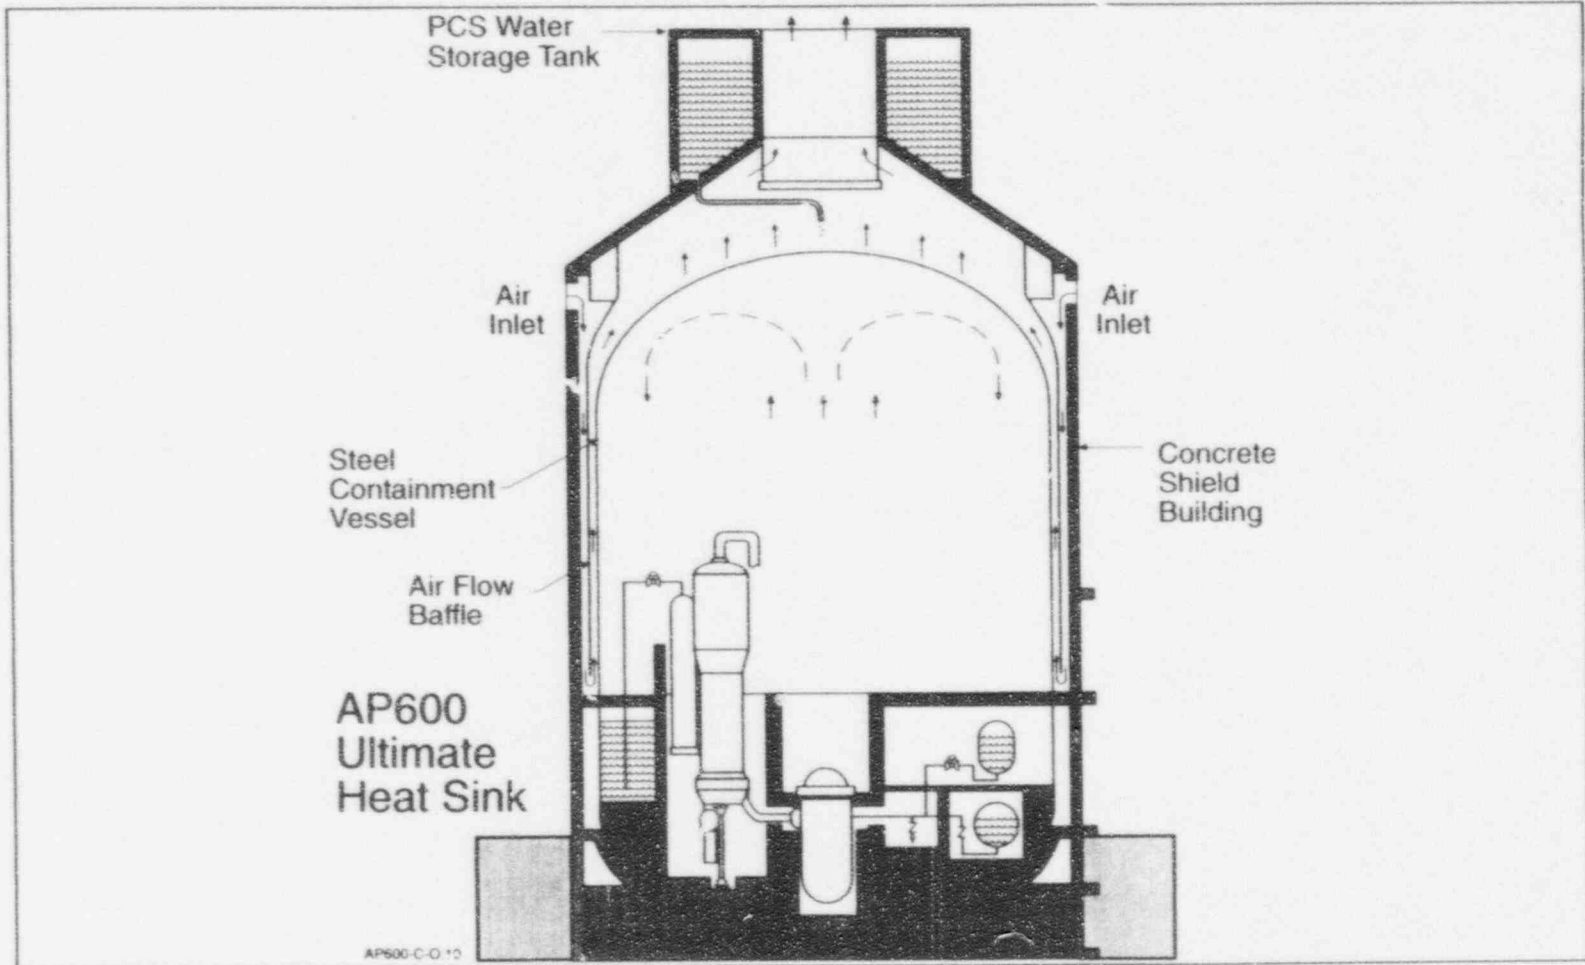 PCS Water
Storage Tank
Air
Inlet
Air
Inlet
Steel
Containment
Vessel
Concrete
Shield
Building
Air Flow
Baffle
AP600
Ultimate
Heat Sink